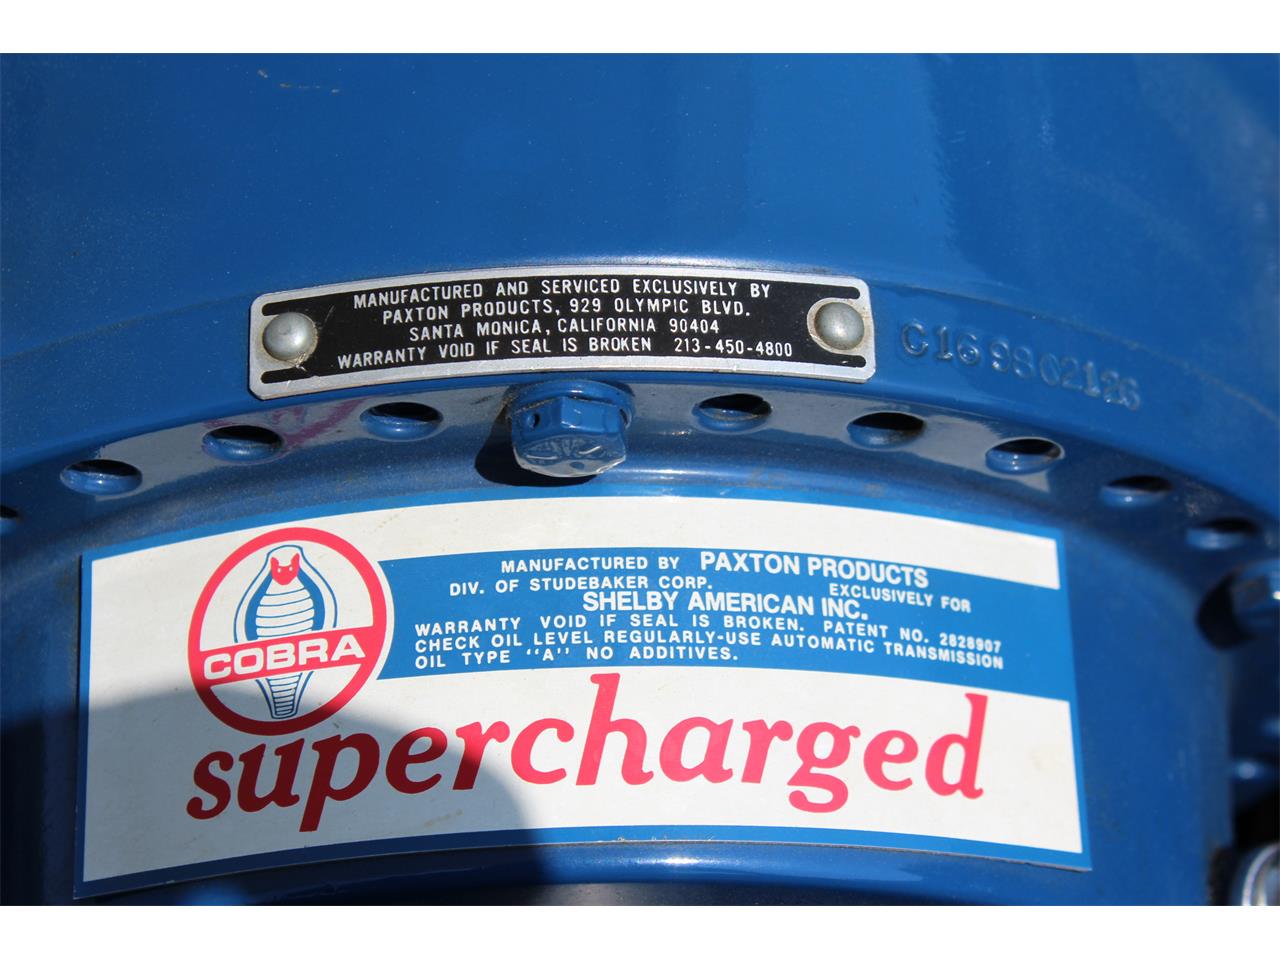 MANUFACTURED AND SERVICED EXCLUSIVELY BY
PAXTON PRODUCTS, 929 OLYMPIC BLVD.
SANTA MONICA, CALIFORNIA 90404
WARRANTY VOID IF SEAL IS BROKEN 213-450-4800
C169802126
COBRA
MANUFACTURED BY PAXTON PRODUCTS
DIV. OF STUDEBAKER CORP. EXCLUSIVELY FOR
SHELBY AMERICAN INC.
WARRANTY VOID IF SEAL IS BROKEN. PATENT NO. 2828907
CHECK OIL LEVEL REGULARLY-USE AUTOMATIC TRANSMISSION
OIL TYPE "A" NO ADDITIVES.
supercharged